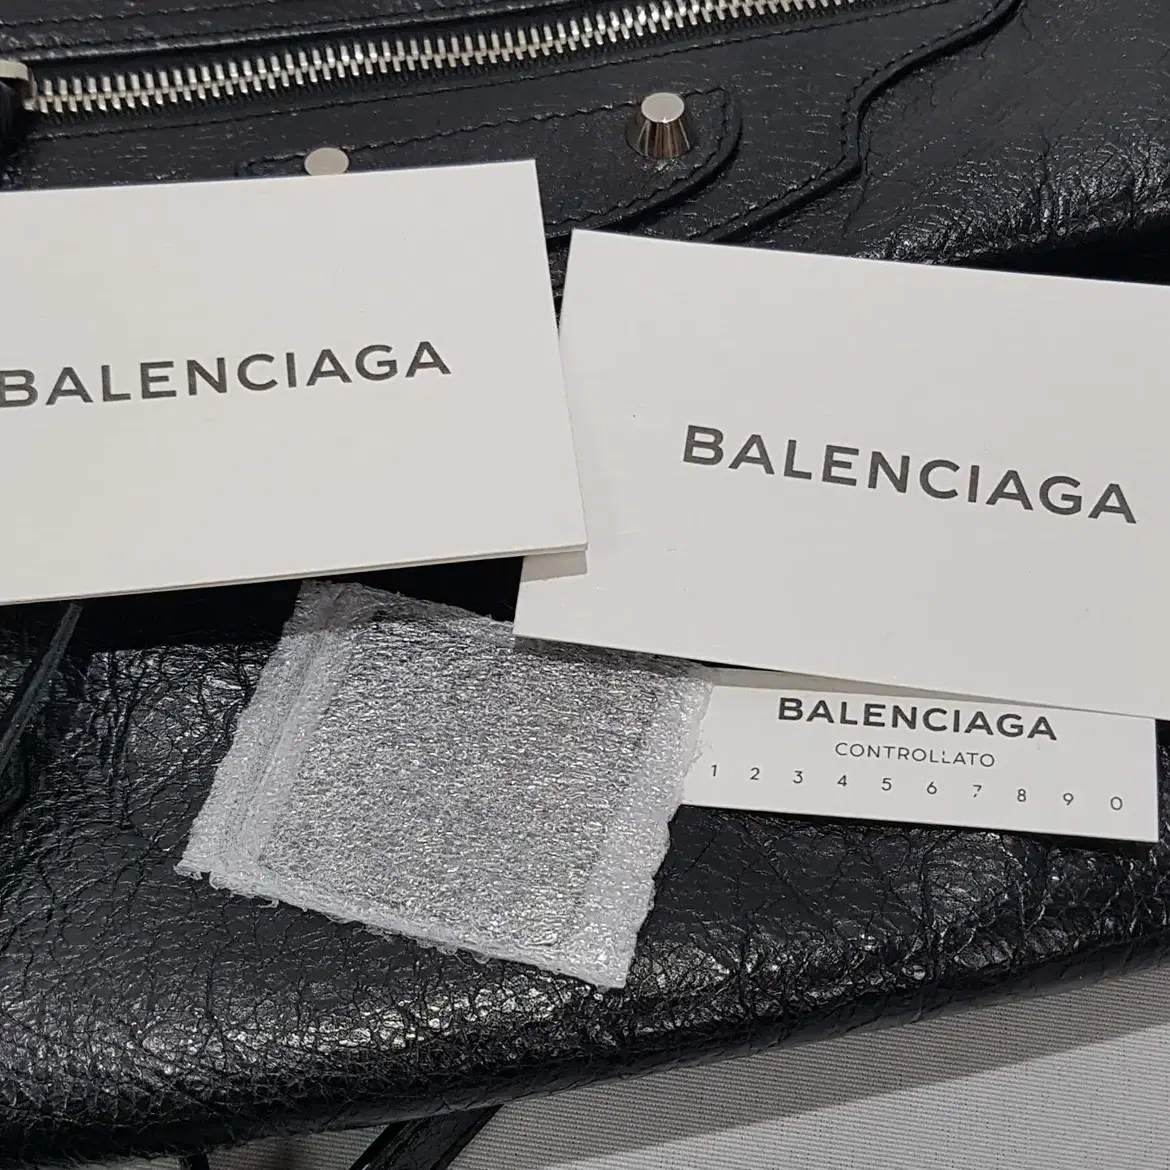 BALENCIAGA
BALENCIAGA
BALENCIAGA
CONTROLLATO
1 2 3 4 5 6 7 8 9 0